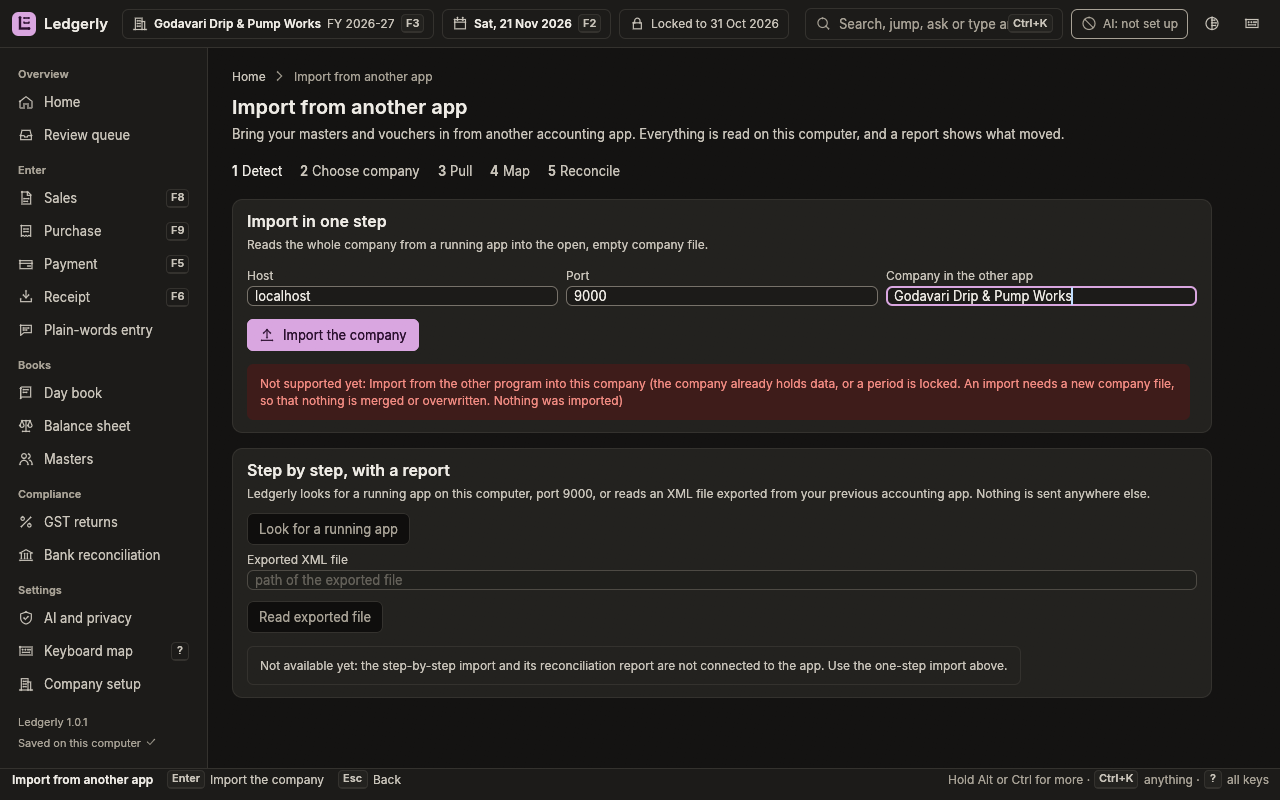 Ledgerly
Godavari Drip & Pump Works FY 2026-27 F3
Sat, 21 Nov 2026 F2
Locked to 31 Oct 2026
Search, jump, ask or type a Ctrl+K
AI: not set up
Overview
Home
Review queue
Enter
Sales F8
Purchase F9
Payment F5
Receipt F6
Plain-words entry
Books
Day book
Balance sheet
Masters
Compliance
GST returns
Bank reconciliation
Settings
AI and privacy
Keyboard map ?
Company setup
Ledgerly 1.0.1
Saved on this computer
Home Import from another app
Import from another app
Bring your masters and vouchers in from another accounting app. Everything is read on this computer, and a report shows what moved.
1 Detect 2 Choose company 3 Pull 4 Map 5 Reconcile
Import in one step
Reads the whole company from a running app into the open, empty company file.
Host Port Company in the other app
localhost 9000 Godavari Drip & Pump Works
Import the company
Not supported yet: Import from the other program into this company (the company already holds data, or a period is locked. An import needs a new company file,
so that nothing is merged or overwritten. Nothing was imported)
Step by step, with a report
Ledgerly looks for a running app on this computer, port 9000, or reads an XML file exported from your previous accounting app. Nothing is sent anywhere else.
Look for a running app
Exported XML file
path of the exported file
Read exported file
Not available yet: the step-by-step import and its reconciliation report are not connected to the app. Use the one-step import above.
Import from another app Enter Import the company Esc Back
Hold Alt or Ctrl for more · Ctrl+K anything · ? all keys